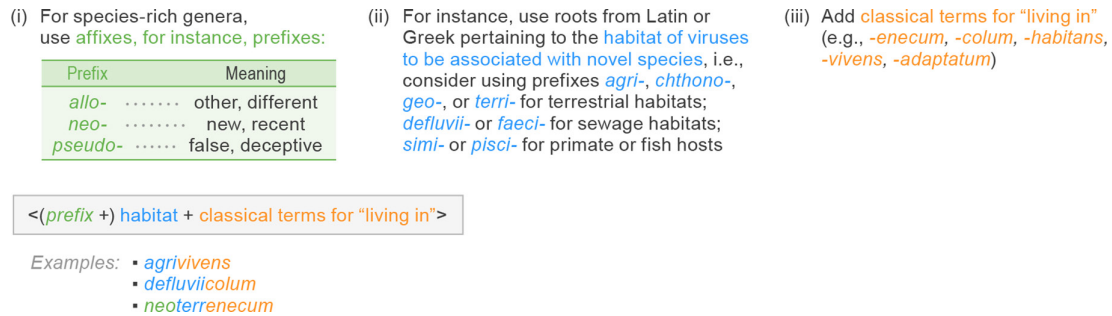 (i) For species-rich genera,
use affixes, for instance, prefixes:
Prefix Meaning
allo- ········ other, different
neo- ········ new, recent
pseudo- ······ false, deceptive
(ii) For instance, use roots from Latin or
Greek pertaining to the habitat of viruses
to be associated with novel species, i.e.,
consider using prefixes agri-, chthono-,
geo-, or terri- for terrestrial habitats;
defluvii- or faeci- for sewage habitats;
simi- or pisci- for primate or fish hosts
(iii) Add classical terms for “living in”
(e.g., -enecum, -colum, -habitans,
-vivens, -adaptatum)
<(prefix +) habitat + classical terms for “living in”>
Examples: ▪ agrivivens
▪ defluviicolum
▪ neoterrenecum